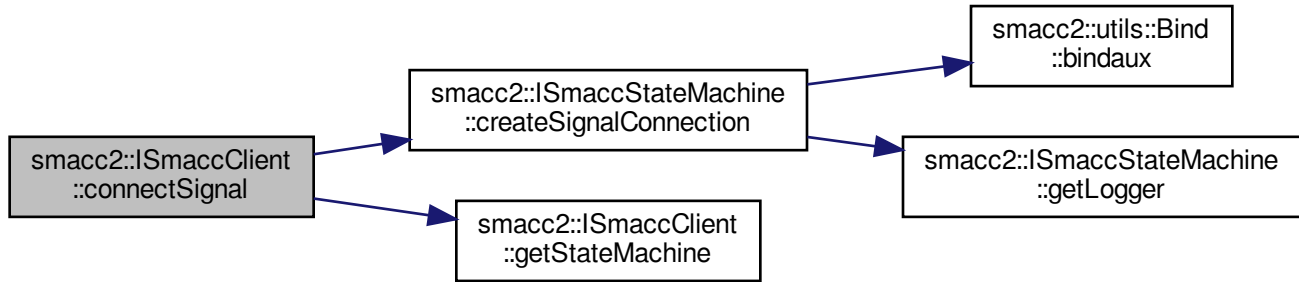 smacc2::ISmaccClient
::connectSignal
smacc2::ISmaccStateMachine
::createSignalConnection
smacc2::ISmaccClient
::getStateMachine
smacc2::utils::Bind
::bindaux
smacc2::ISmaccStateMachine
::getLogger